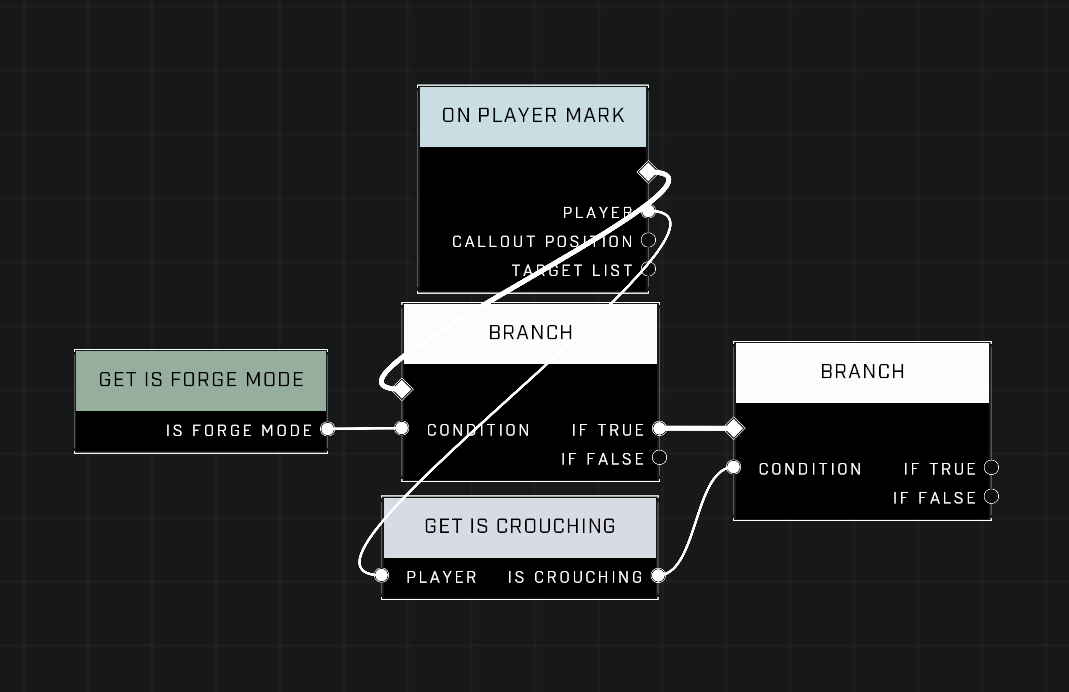 ON PLAYER MARK
PLAYER
CALLOUT POSITION
TARGET LIST
BRANCH
CONDITION IF TRUE
IF FALSE
GET IS FORGE MODE
IS FORGE MODE
BRANCH
CONDITION IF TRUE
IF FALSE
GET IS CROUCHING
PLAYER IS CROUCHING